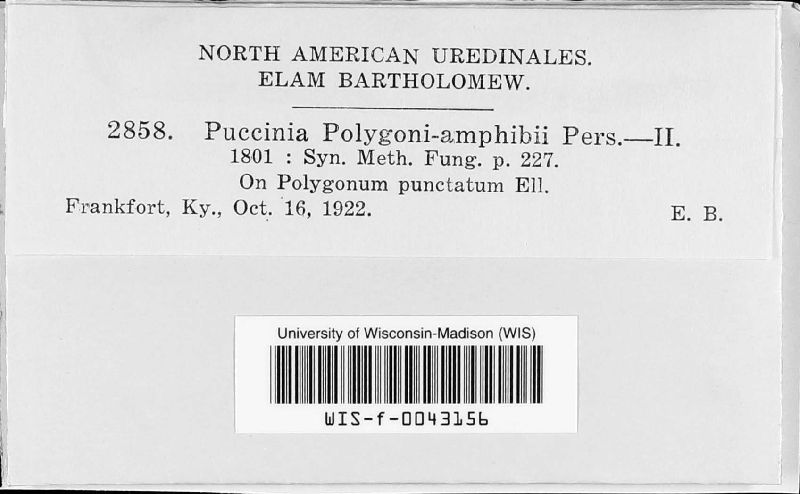 NORTH AMERICAN UREDINALES.
ELAM BARTHOLOMEW.
2858. Puccinia Polygoni-amphibii Pers.—II.
1801 : Syn. Meth. Fung. p. 227.
On Polygonum punctatum Ell.
Frankfort, Ky., Oct. 16, 1922. E. B.
University of Wisconsin-Madison (WIS)
WIS-f-0043156